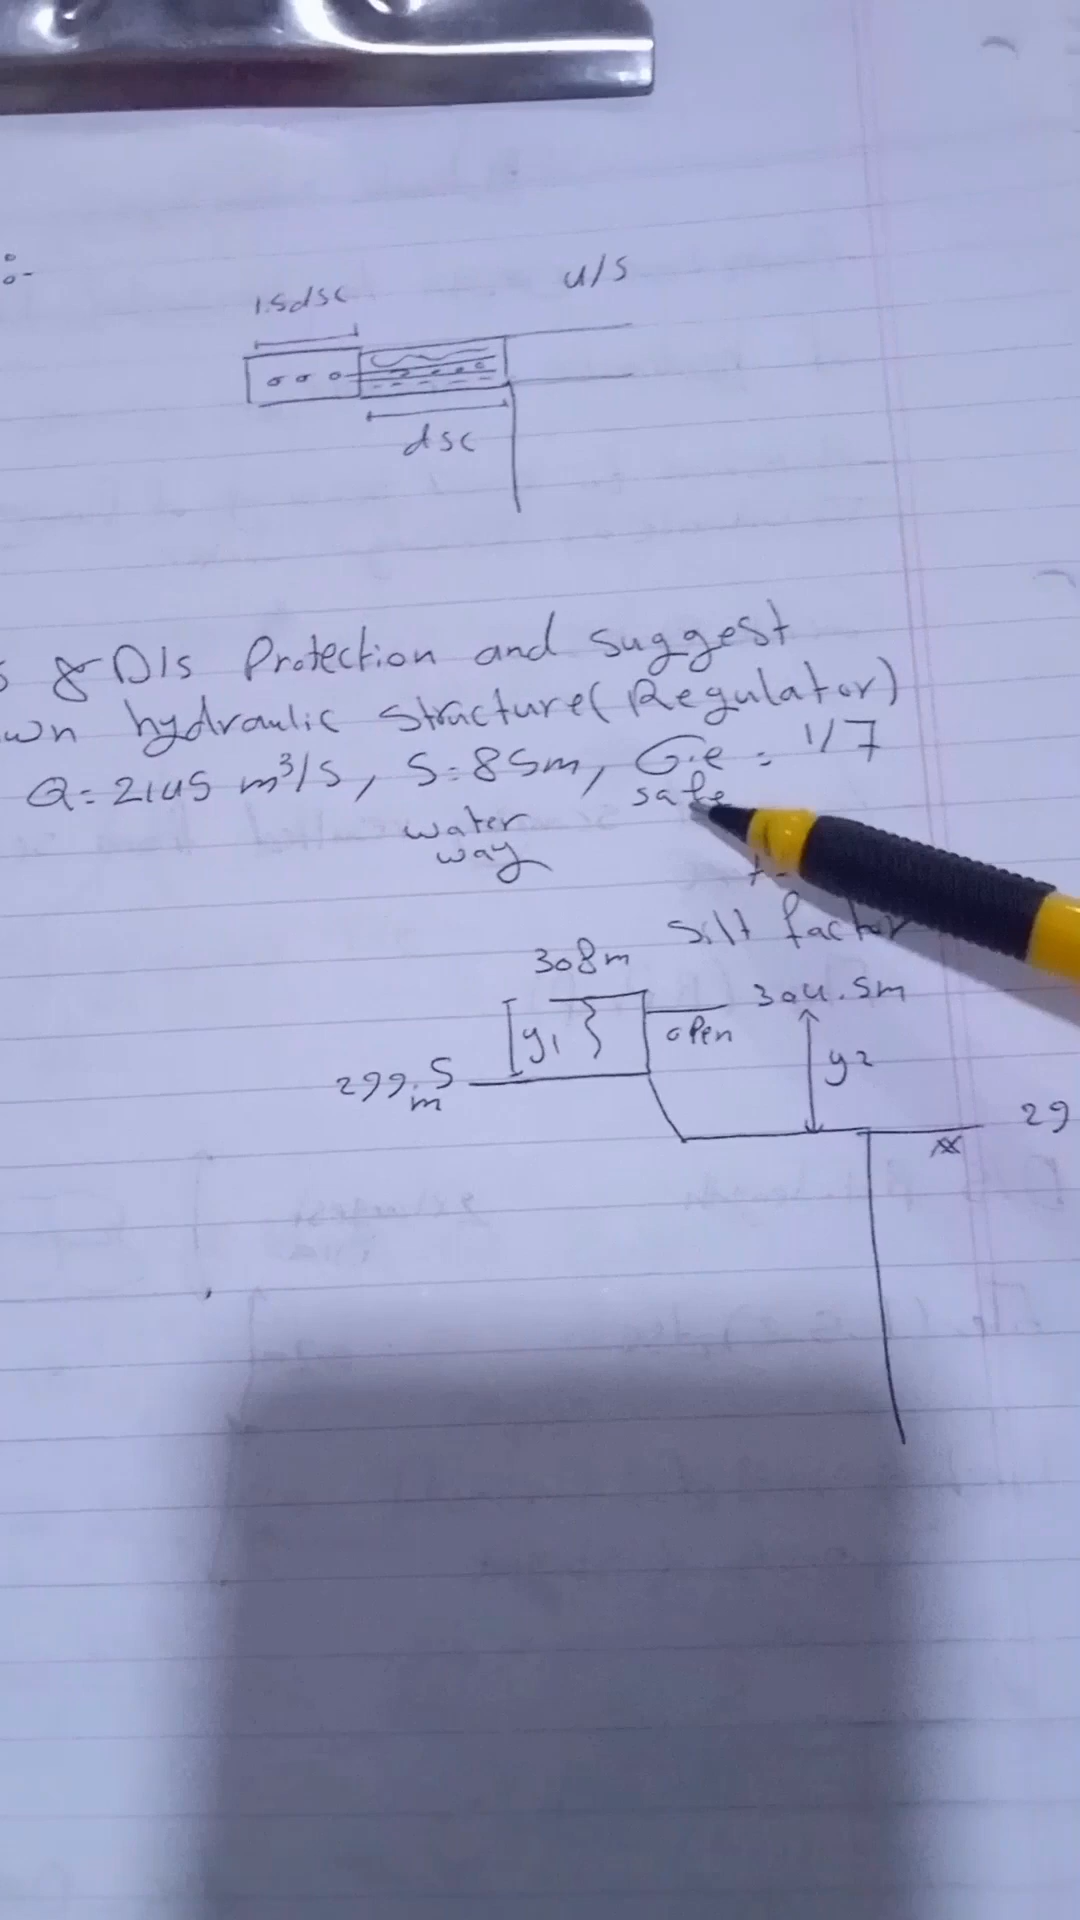 1.5dsc
U/S
dsc
& D/s Protection and suggest
hydraulic structure (Regulator)
Q = 2145 m³/s, S = 85m, G.e = 1/7
safe
water
way
silt factor
308m
304.5m
open
y1
y2
299.5
m
29